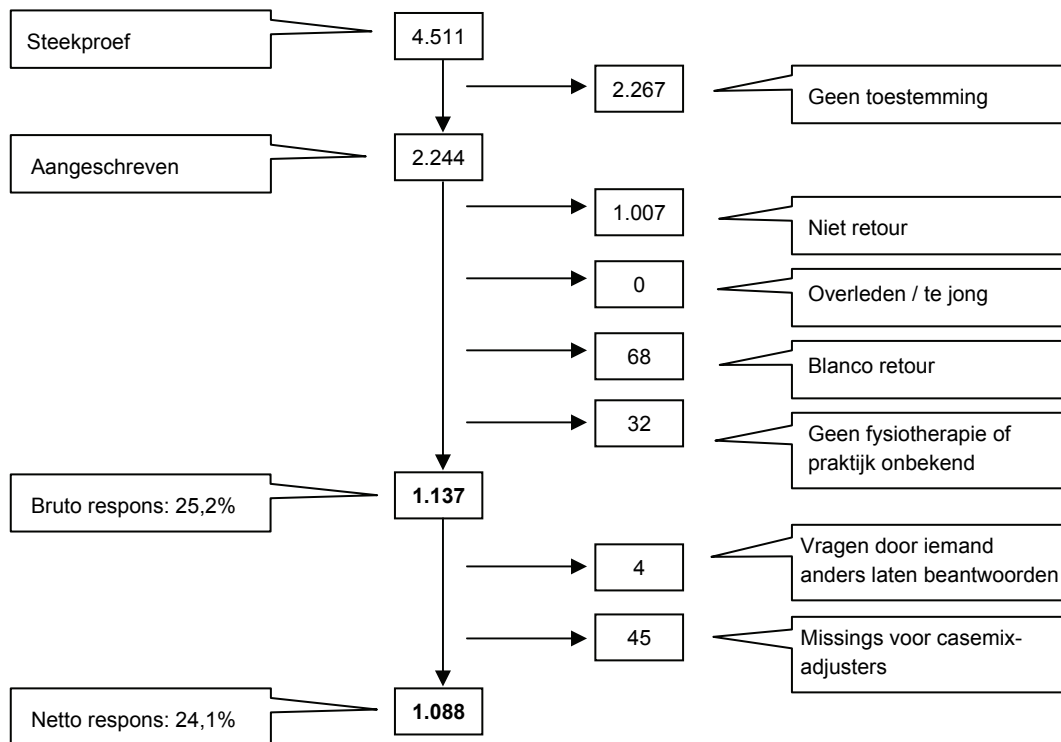 Steekproef
4.511
2.267
Geen toestemming
Aangeschreven
2.244
1.007
Niet retour
0
Overleden / te jong
68
Blanco retour
32
Geen fysiotherapie of
praktijk onbekend
Bruto respons: 25,2%
1.137
4
Vragen door iemand
anders laten beantwoorden
45
Missings voor casemix-
adjusters
Netto respons: 24,1%
1.088